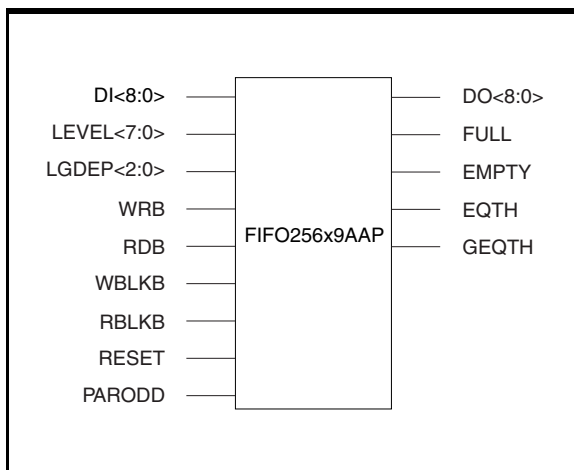 DI<8:0>
LEVEL<7:0>
LGDEP<2:0>
WRB
RDB
WBLKB
RBLKB
RESET
PARODD
FIFO256x9AAP
DO<8:0>
FULL
EMPTY
EQTH
GEQTH